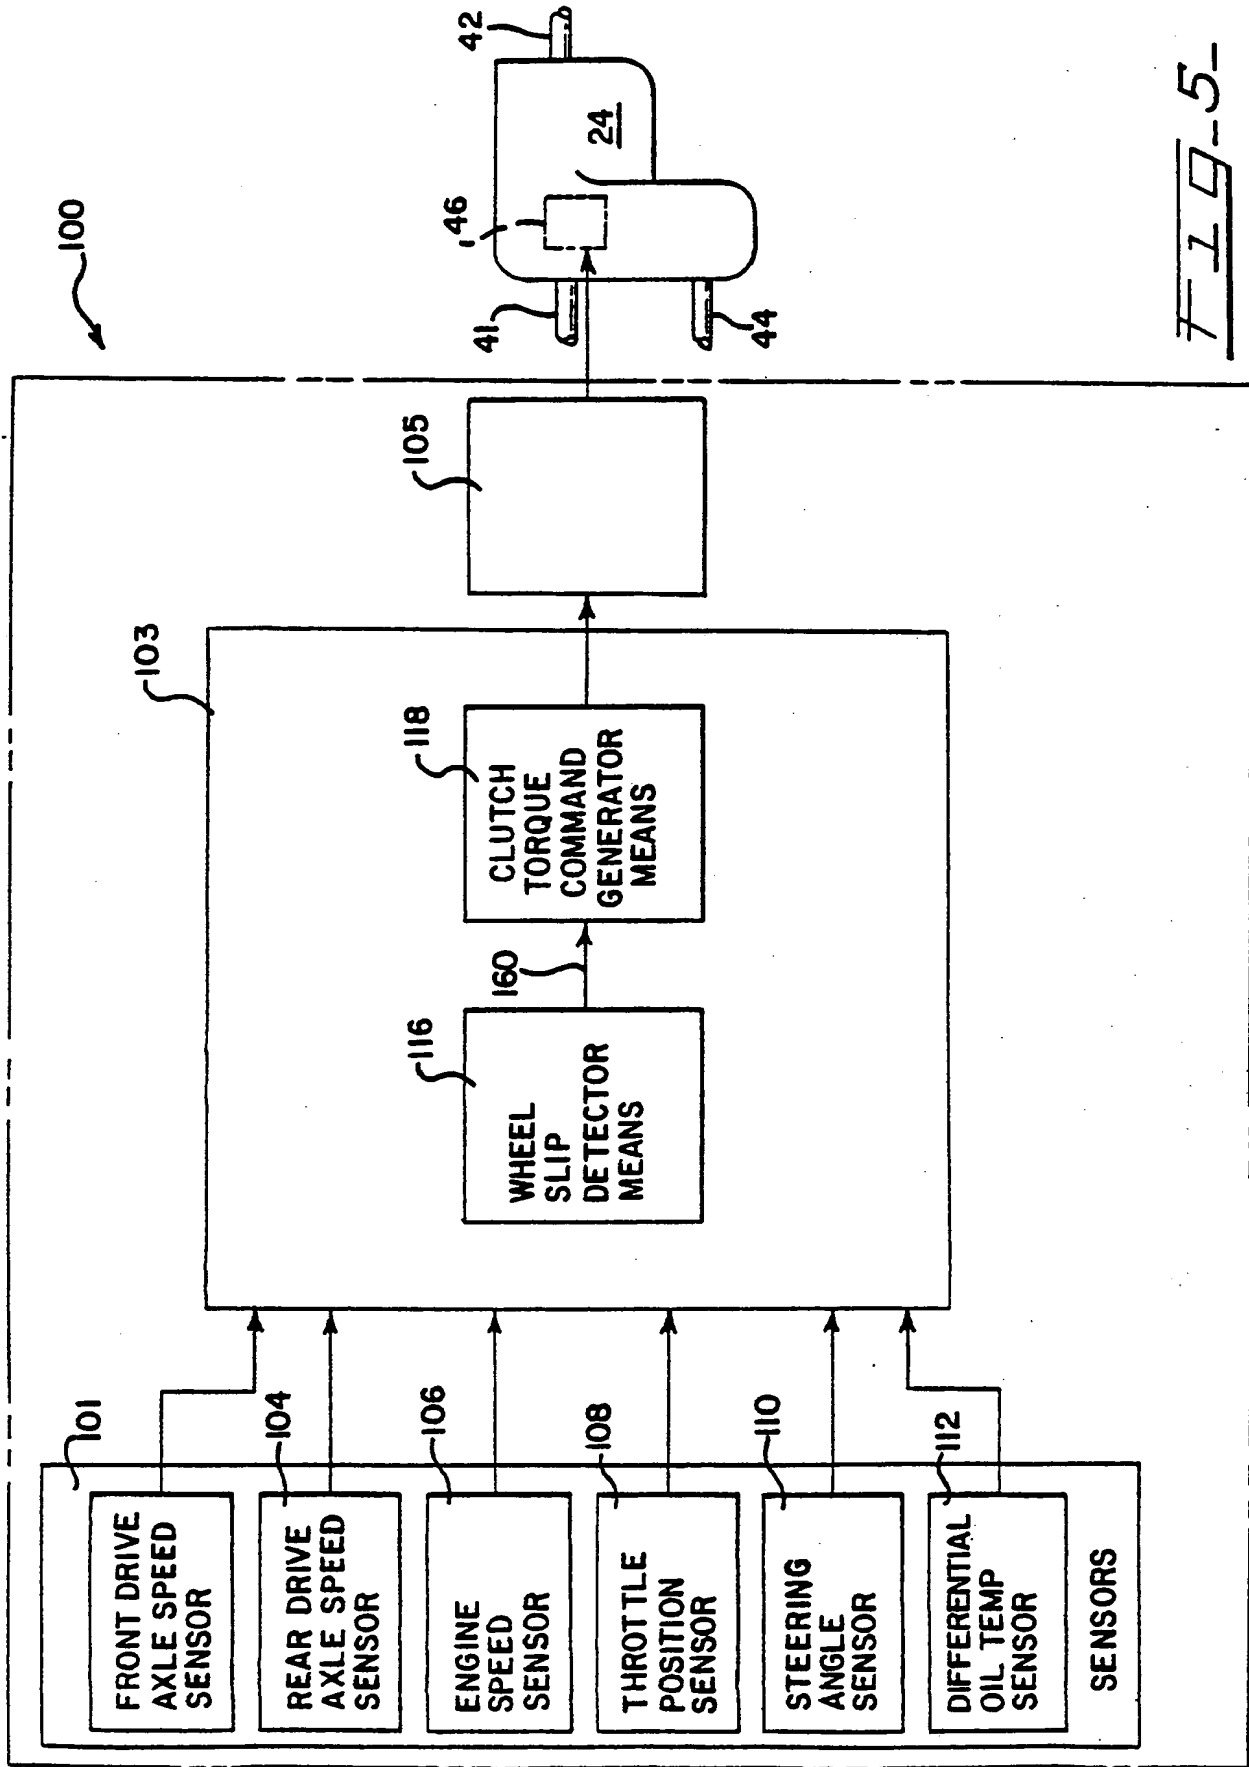 100
101
FRONT DRIVE
AXLE SPEED
SENSOR
104
REAR DRIVE
AXLE SPEED
SENSOR
106
ENGINE
SPEED
SENSOR
108
THROTTLE
POSITION
SENSOR
110
STEERING
ANGLE
SENSOR
112
DIFFERENTIAL
OIL TEMP
SENSOR
SENSORS
103
116
WHEEL
SLIP
DETECTOR
MEANS
160
118
CLUTCH
TORQUE
COMMAND
GENERATOR
MEANS
105
41
46
42
24
44
FIG-5-